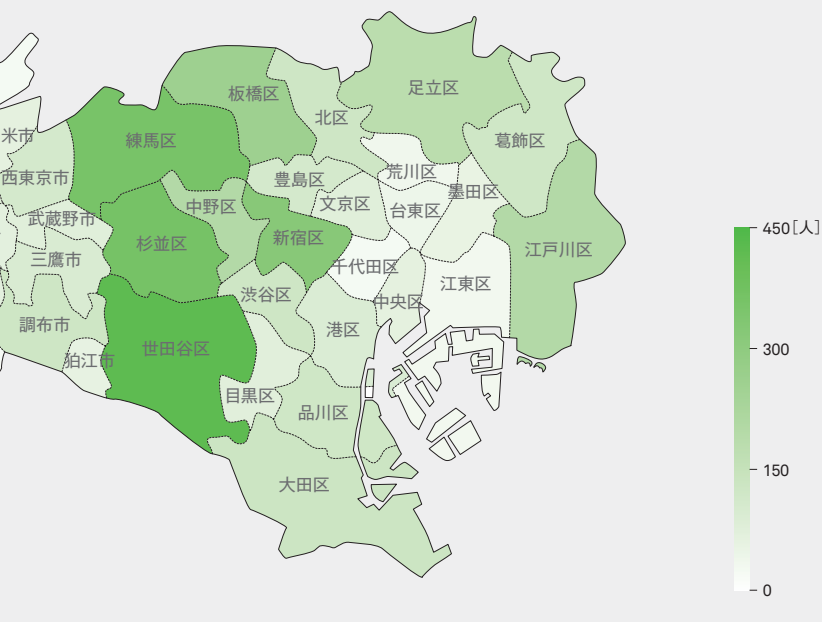 足立区
板橋区
北区
米市
練馬区
葛飾区
西東京市
豊島区
荒川区
墨田区
中野区
文京区
台東区
武蔵野市
杉並区
新宿区
江戸川区
三鷹市
千代田区
渋谷区
江東区
中央区
調布市
港区
狛江市
世田谷区
目黒区
品川区
大田区
450[人]
300
150
0